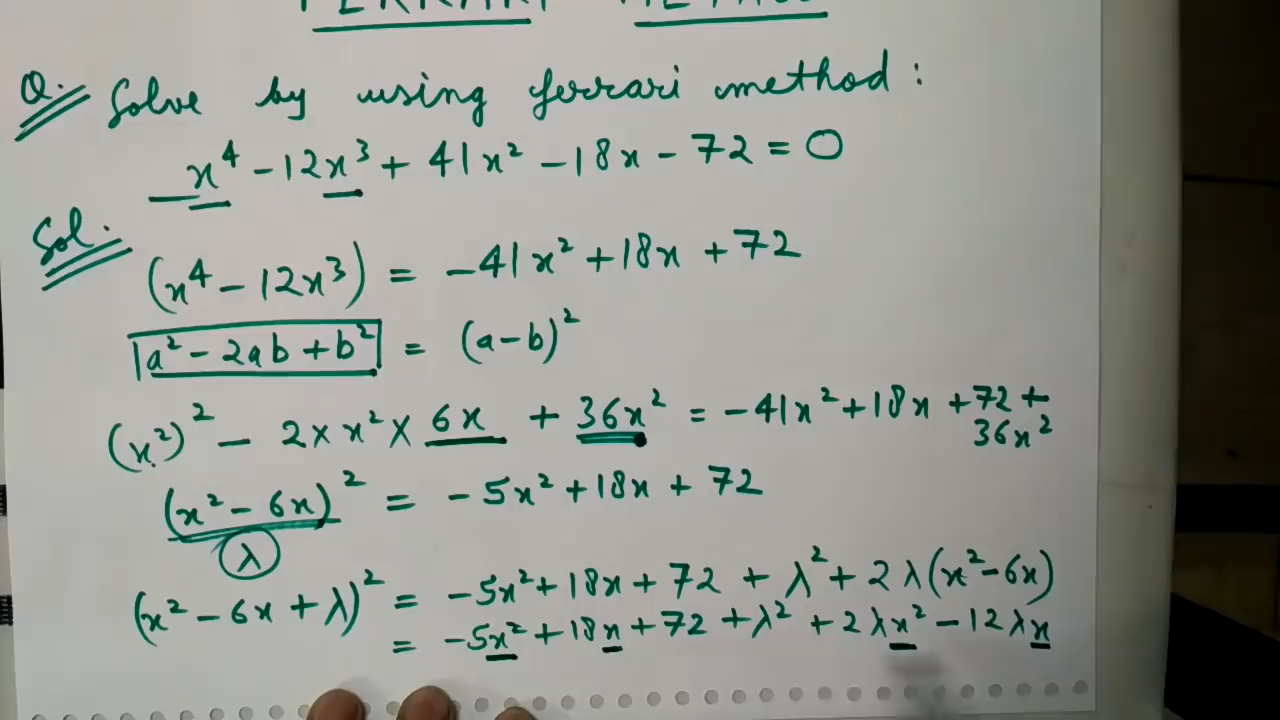 Q. Solve by using ferrari method :
x⁴ - 12x³ + 41x² - 18x - 72 = 0
Sol.
(x⁴ - 12x³) = -41x² + 18x + 72
a² - 2ab + b² = (a-b)²
(x²)² - 2 × x² × 6x + 36x² = -41x² + 18x + 72 +
36x²
(x² - 6x)² = -5x² + 18x + 72
λ
(x² - 6x + λ)² = -5x² + 18x + 72 + λ² + 2λ(x² - 6x)
= -5x² + 18x + 72 + λ² + 2λx² - 12λx